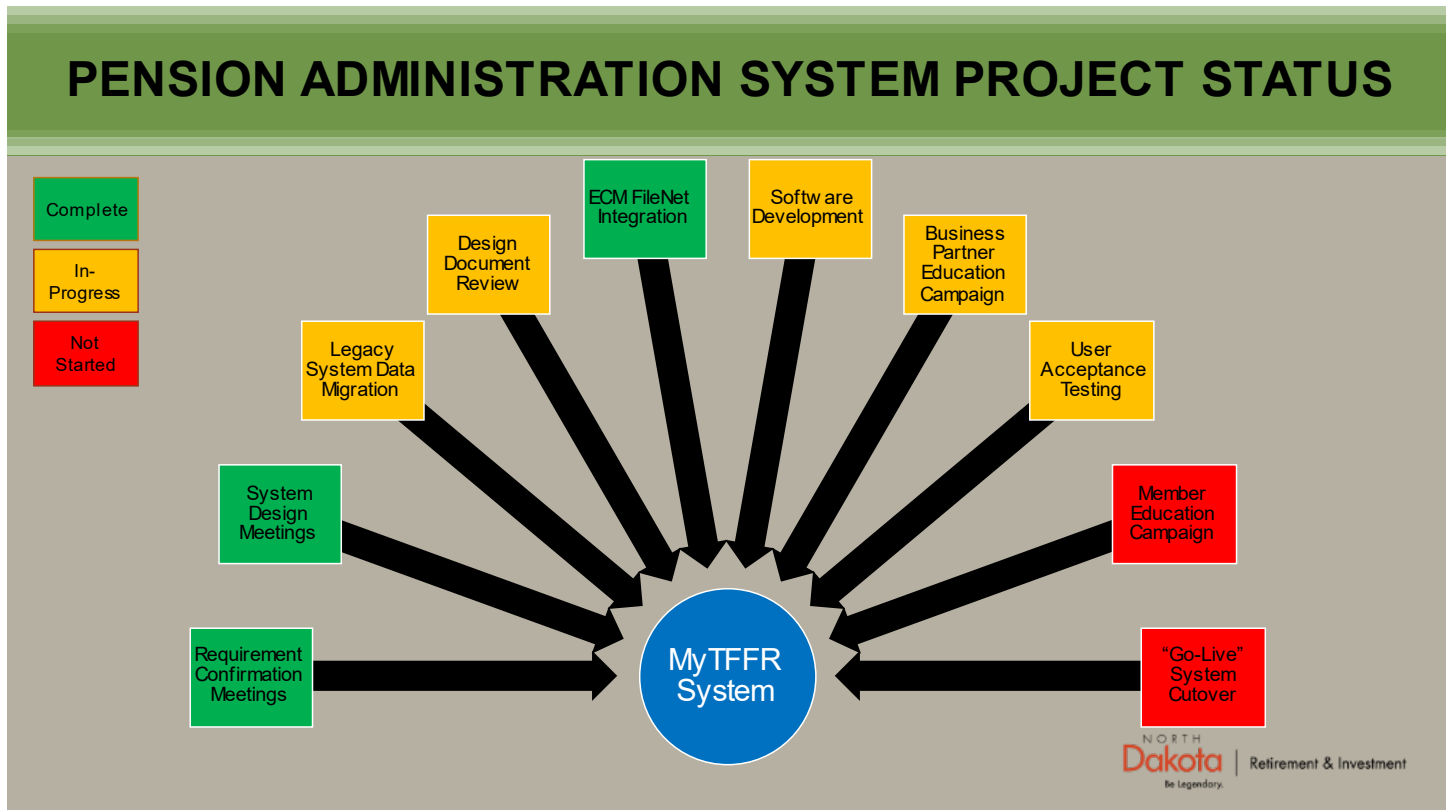 PENSION ADMINISTRATION SYSTEM PROJECT STATUS
Complete
In-
Progress
Not
Started
Requirement
Confirmation
Meetings
System
Design
Meetings
Legacy
System Data
Migration
Design
Document
Review
ECM FileNet
Integration
Software
Development
Business
Partner
Education
Campaign
User
Acceptance
Testing
Member
Education
Campaign
“Go-Live”
System
Cutover
MyTFFR
System
NORTH
Dakota
Be Legendary.
Retirement & Investment